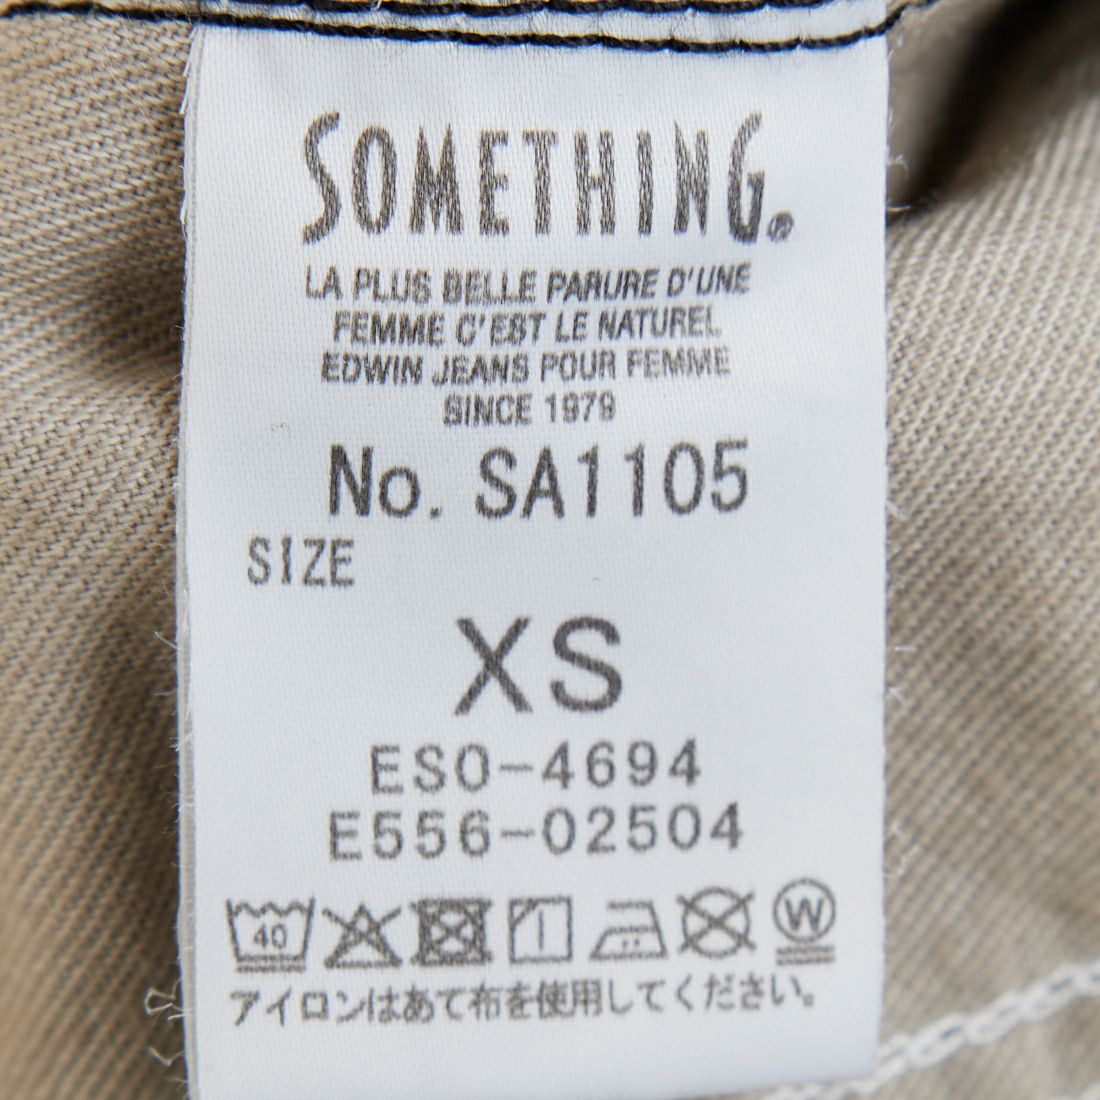 SOMETHING®
LA PLUS BELLE PARURE D'UNE
FEMME C'EST LE NATUREL
EDWIN JEANS POUR FEMME
SINCE 1979
No. SA1105
SIZE
XS
ESO-4694
E556-02504
40 W
アイロンはあて布を使用してください。